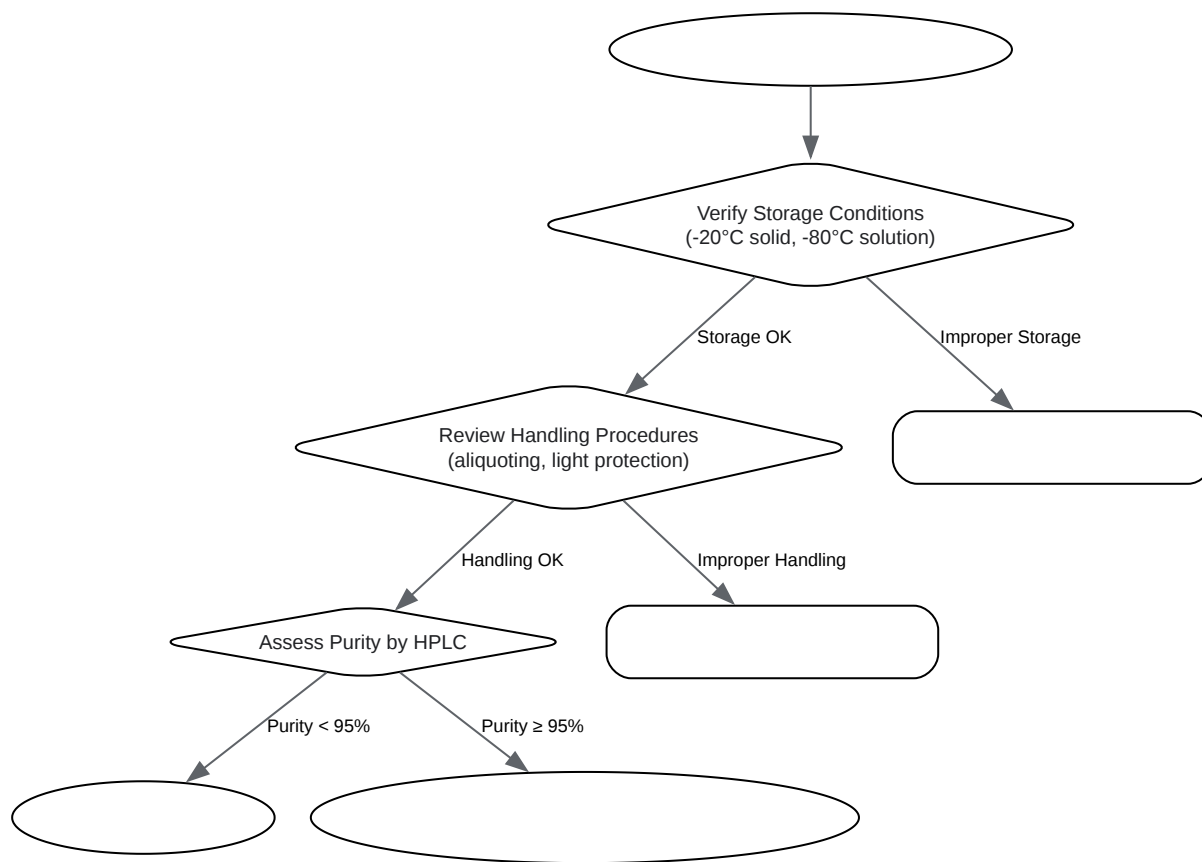 Verify Storage Conditions
(-20°C solid, -80°C solution)
Storage OK
Improper Storage
Review Handling Procedures
(aliquoting, light protection)
Handling OK
Improper Handling
Assess Purity by HPLC
Purity < 95%
Purity ≥ 95%